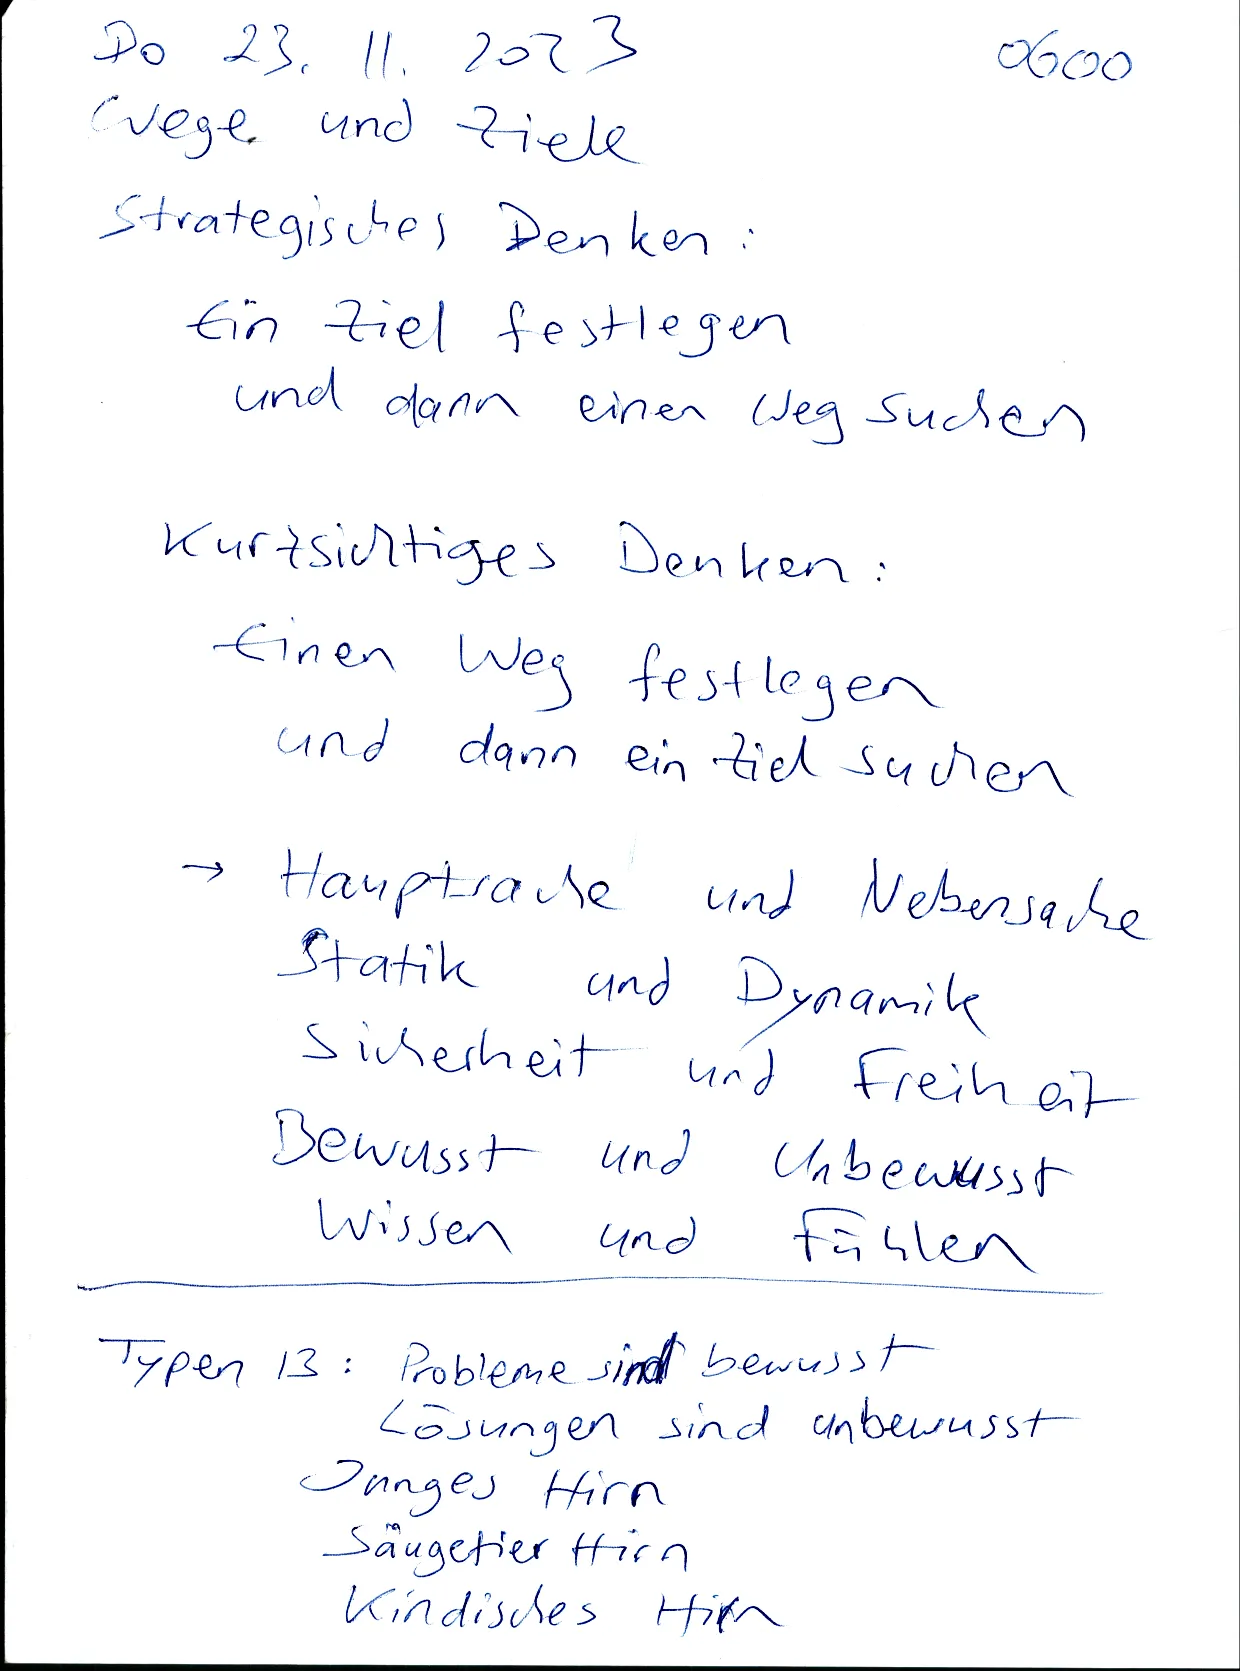 Do 23. 11. 2023 0600
Wege und Ziele
Strategisches Denken:
Ein Ziel festlegen
und dann einen Weg suchen
Kurzsichtiges Denken:
Einen Weg festlegen
und dann ein Ziel suchen
→ Hauptsache und Nebensache
Statik und Dynamik
Sicherheit und Freiheit
Bewusst und Unbewusst
Wissen und Fühlen
Typen 13: Probleme sind bewusst
Lösungen sind unbewusst
Junges Hirn
Säugetier Hirn
Kindisches Hirn